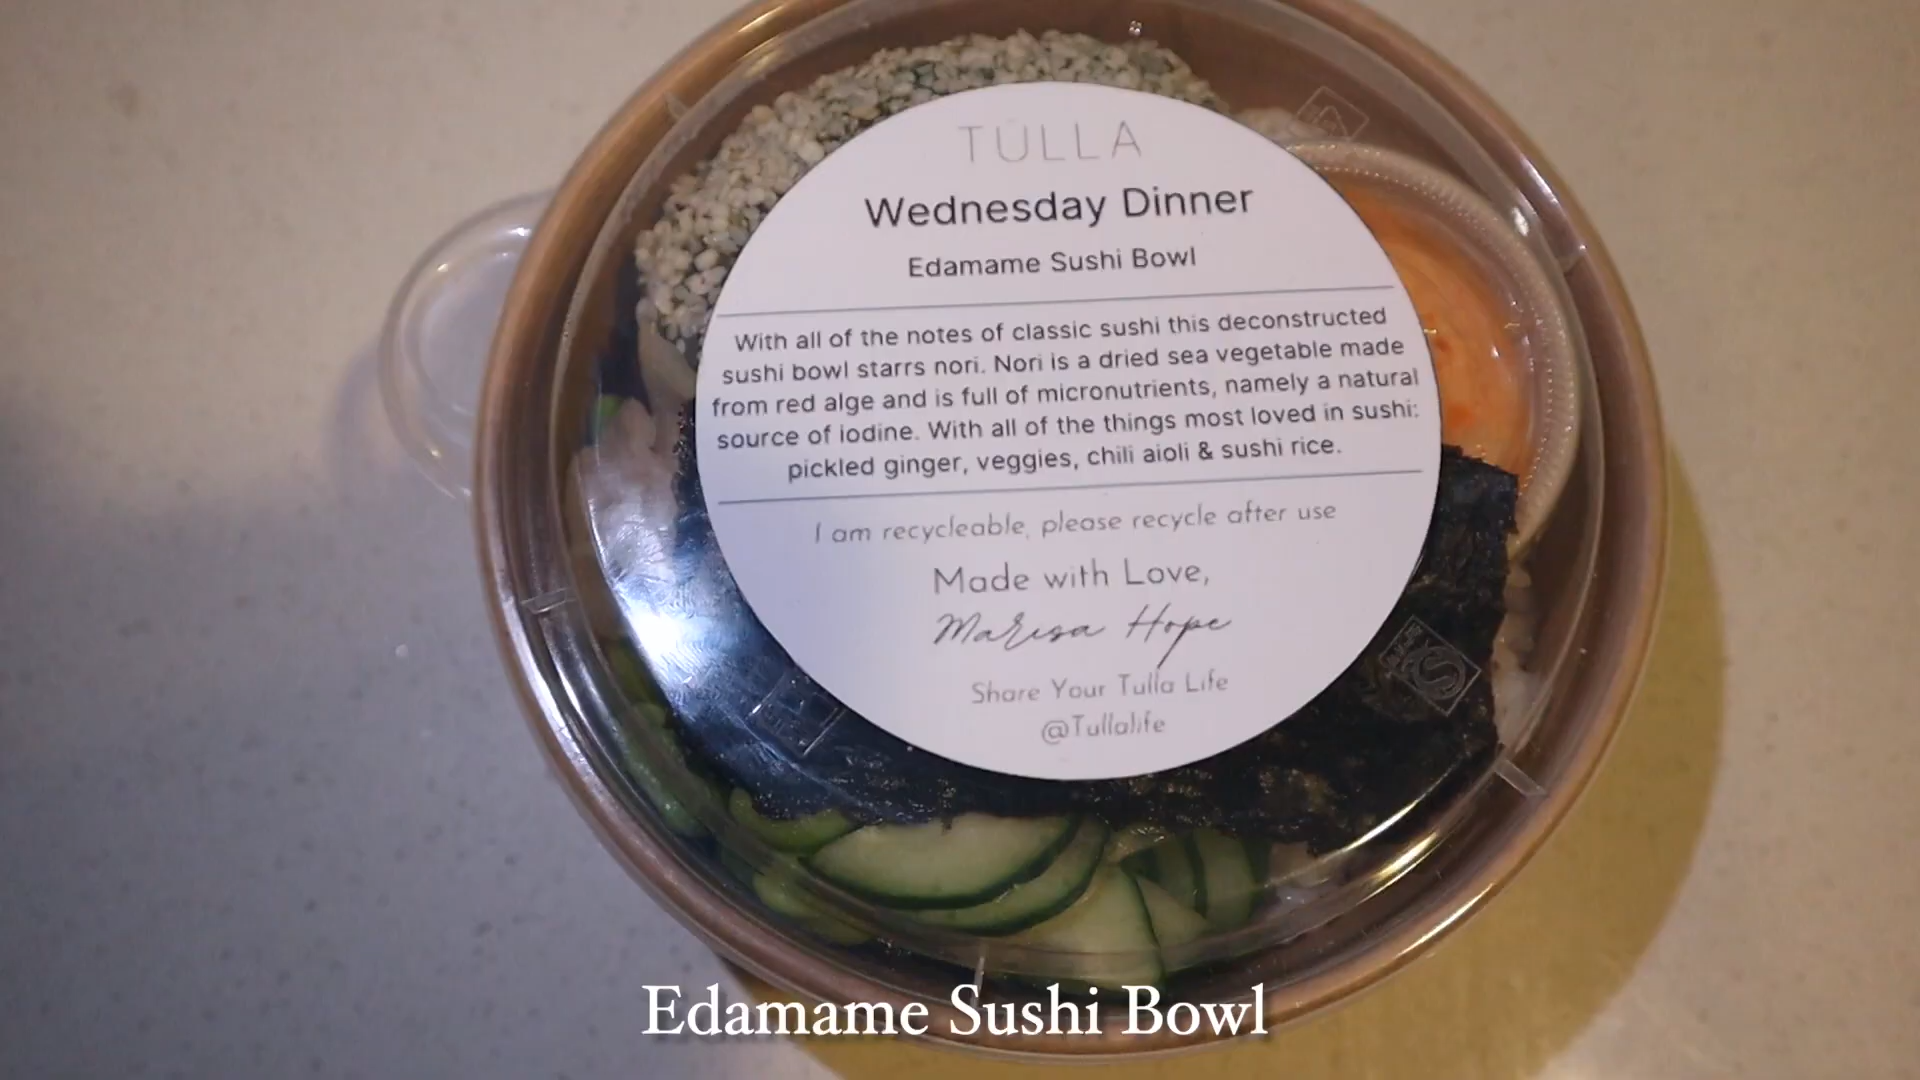 TULLA
Wednesday Dinner
Edamame Sushi Bowl
With all of the notes of classic sushi this deconstructed
sushi bowl starrs nori. Nori is a dried sea vegetable made
from red alge and is full of micronutrients, namely a natural
source of iodine. With all of the things most loved in sushi:
pickled ginger, veggies, chili aioli & sushi rice.
I am recycleable, please recycle after use
Made with Love,
Marisa Hope
Share Your Tulla Life
@Tullalife
Edamame Sushi Bowl